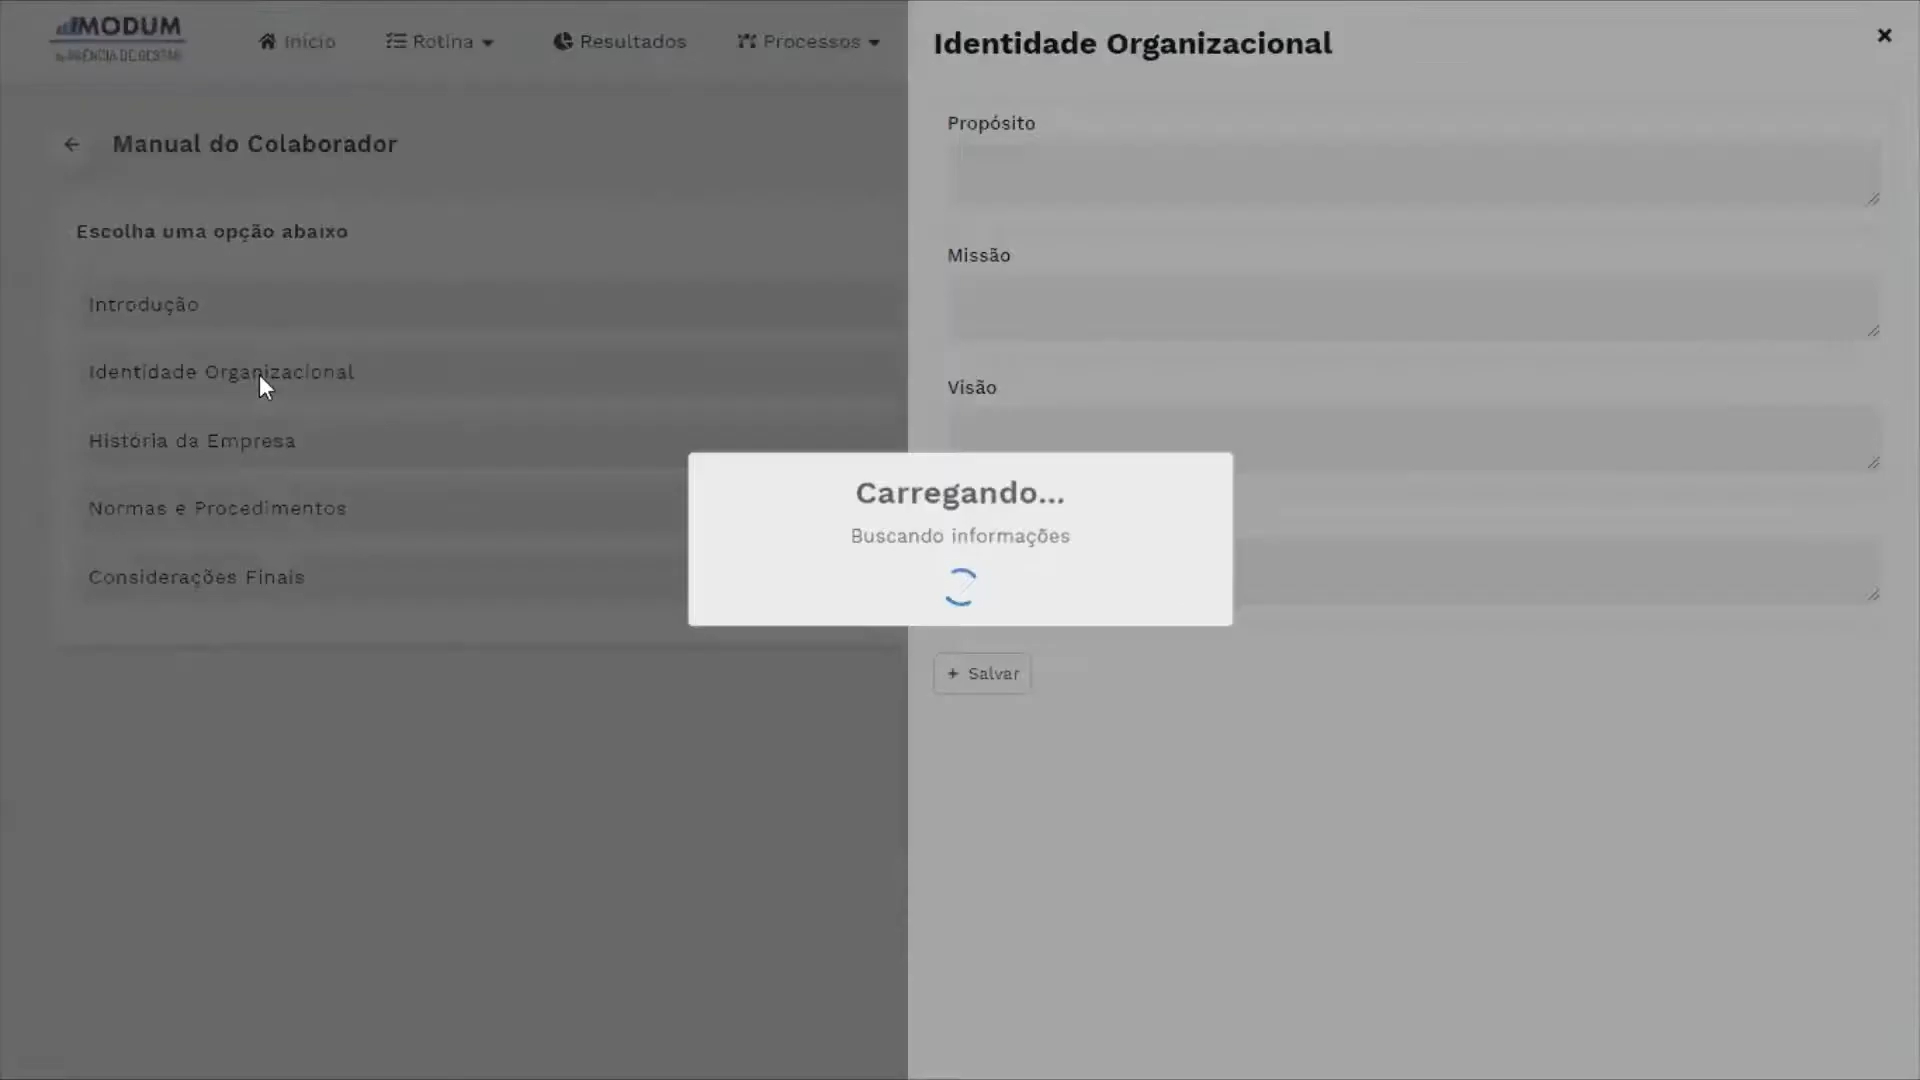 MODUM
Início
Rotina
Resultados
Processos
Identidade Organizacional
Manual do Colaborador
Escolha uma opção abaixo
Introdução
Identidade Organizacional
História da Empresa
Normas e Procedimentos
Considerações Finais
Propósito
Missão
Visão
Carregando...
Buscando informações
+ Salvar